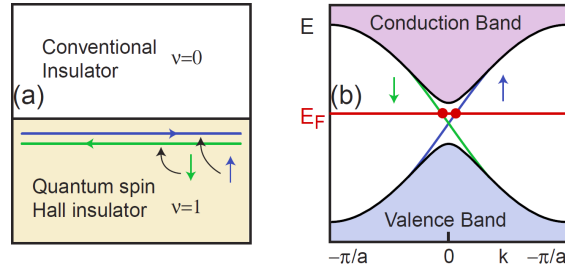 (a)
Conventional
Insulator ν=0
Quantum spin
Hall insulator ν=1
(b)
E
Conduction Band
E_F
Valence Band
−π/a 0 k −π/a